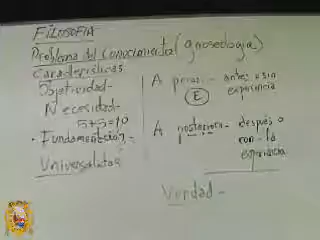 FILOSOFIA
Problema del Conocimiento (gnoseologia)
Caracteristicas
Objetividad-
Necesidad-
5+5=10
· Fundamentación-
Universalidad
A priori - antes o sin
experiencia
E
A posteriori - después o
con la
experiencia
Verdad -